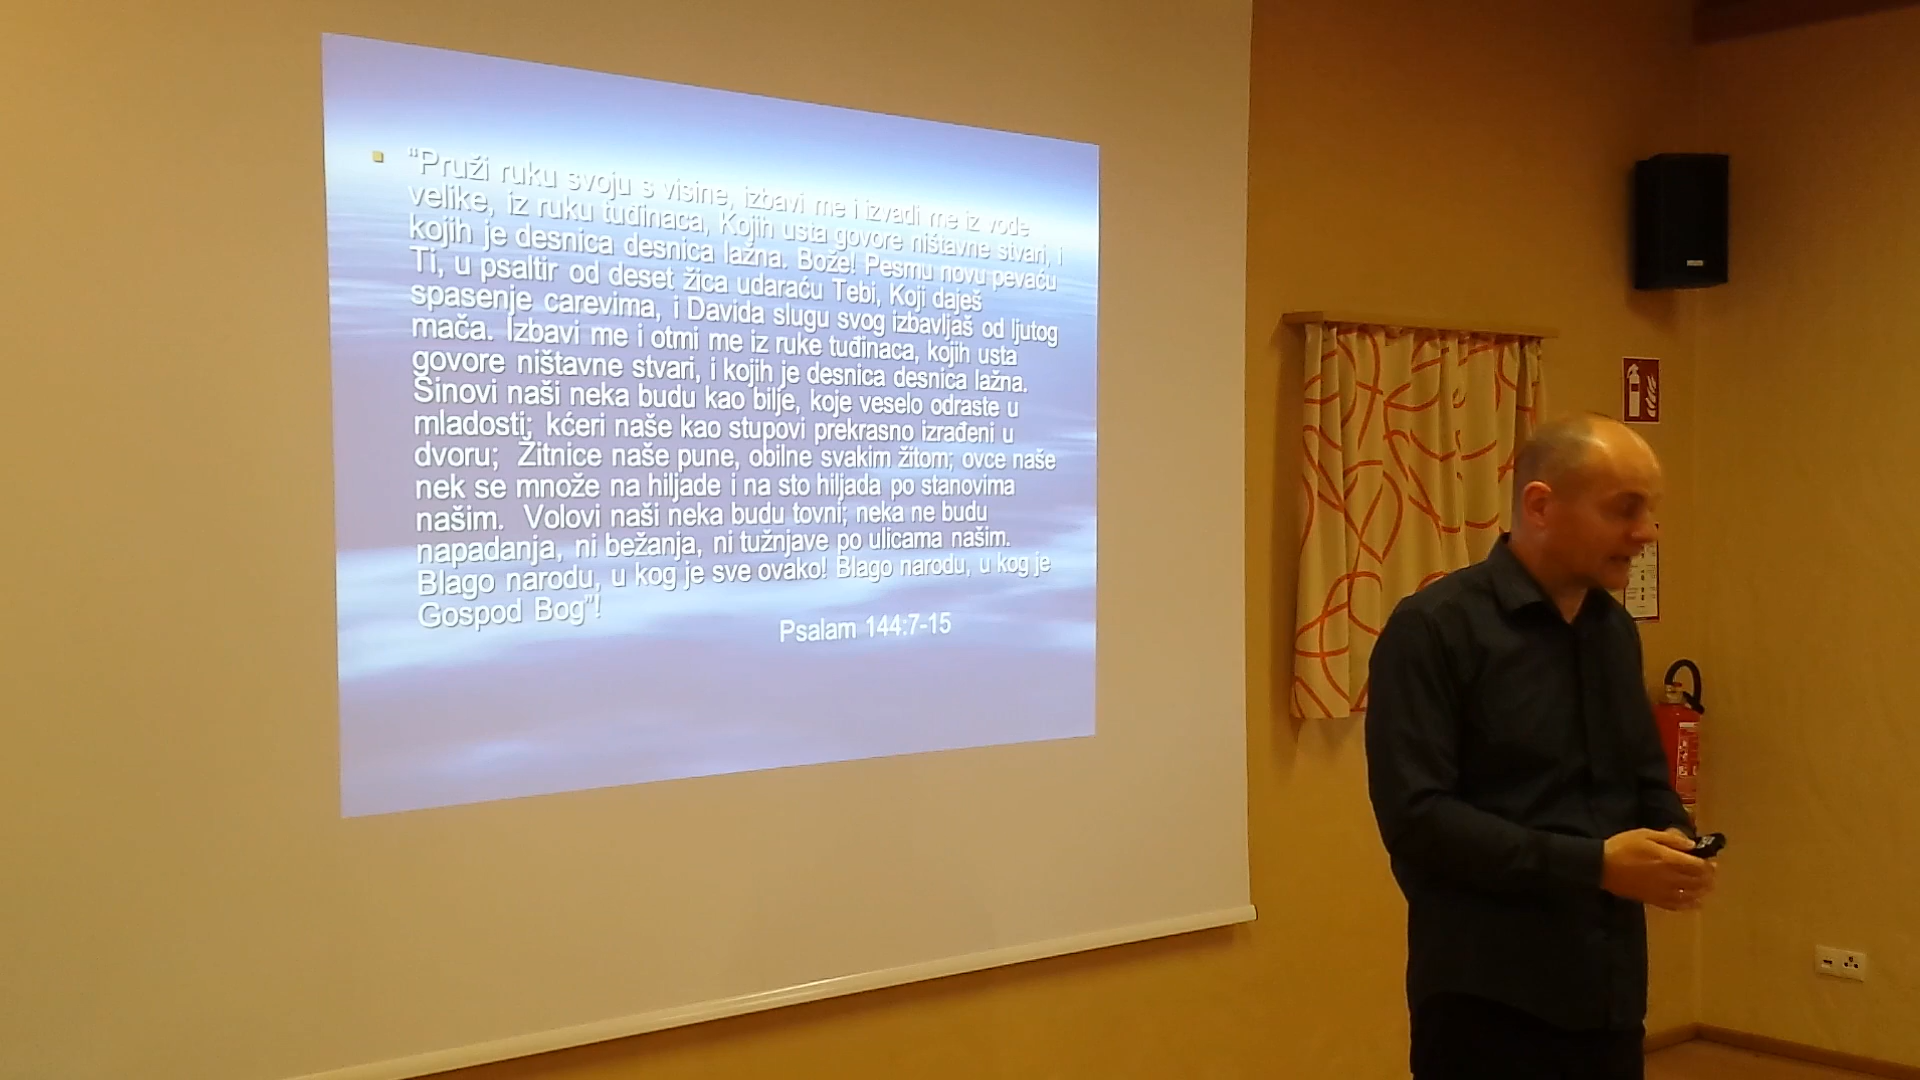 “Pruži ruku svoju s visine, izbavi me i izvadi me iz vode
velike, iz ruku tuđinaca, Kojih usta govore ništavne stvari, i
kojih je desnica desnica lažna. Bože! Pesmu novu pevaću
Ti, u psaltir od deset žica udaraću Tebi, Koji daješ
spasenje carevima, i Davida slugu svog izbavljaš od ljutog
mača. Izbavi me i otmi me iz ruke tuđinaca, kojih usta
govore ništavne stvari, i kojih je desnica desnica lažna.
Sinovi naši neka budu kao bilje, koje veselo odraste u
mladosti; kćeri naše kao stupovi prekrasno izrađeni u
dvoru; Žitnice naše pune, obilne svakim žitom; ovce naše
nek se množe na hiljade i na sto hiljada po stanovima
našim. Volovi naši neka budu tovni; neka ne budu
napadanja, ni bežanja, ni tužnjave po ulicama našim.
Blago narodu, u kog je sve ovako! Blago narodu, u kog je
Gospod Bog”!
Psalam 144:7-15